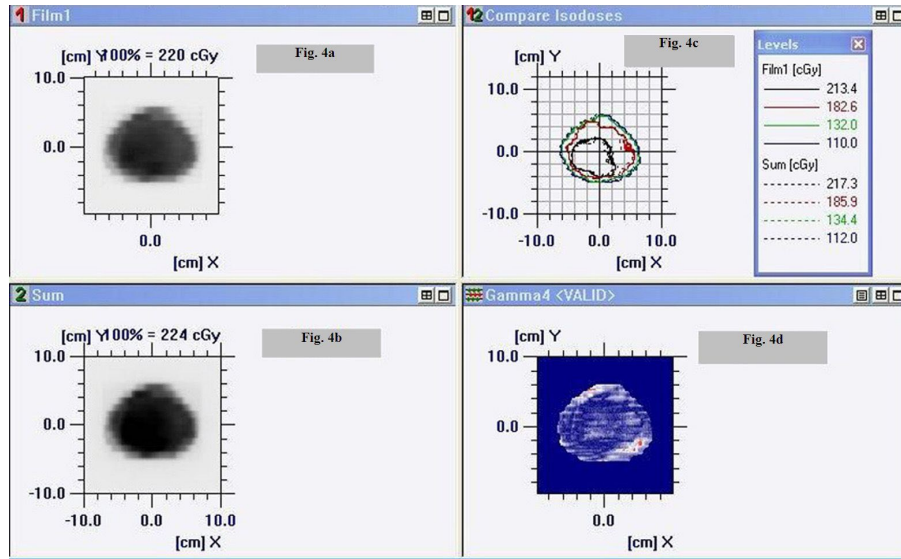 1 Film1
[cm] Y 100% = 220 cGy
Fig. 4a
10.0
0.0
0.0
[cm] X
12 Compare Isodoses
[cm] Y
Fig. 4c
10.0
0.0
-10.0
-10.0 0.0 10.0
[cm] X
Levels
Film1 [cGy]
213.4
182.6
132.0
110.0
Sum [cGy]
217.3
185.9
134.4
112.0
2 Sum
[cm] Y 100% = 224 cGy
Fig. 4b
10.0
0.0
-10.0
-10.0 0.0 10.0
[cm] X
Gamma4 <VALID>
[cm] Y
Fig. 4d
10.0
0.0
0.0
[cm] X